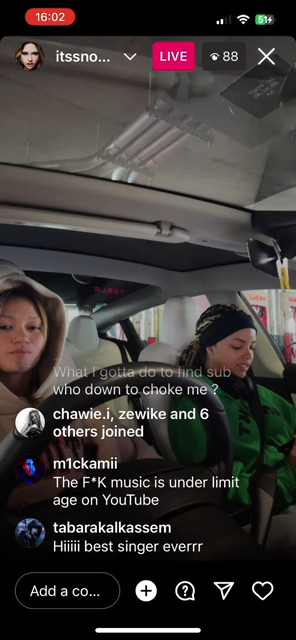 16:02
51
itssno...
LIVE
88
What I gotta do to find sub
who down to choke me ?
chawie.i, zewike and 6
others joined
m1ckamii
The F*K music is under limit
age on YouTube
tabarakalkassem
Hiiiii best singer everrr
Add a co...